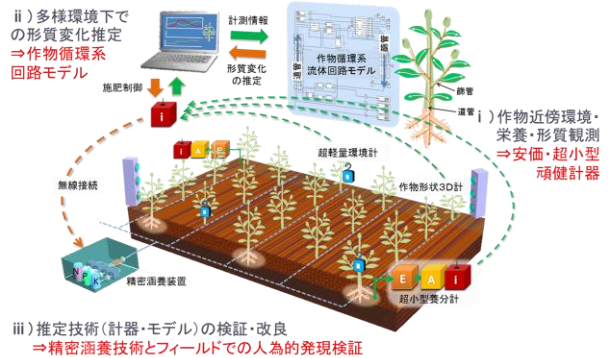 ⅱ）多様環境下で
の形質変化推定
⇒作物循環系
回路モデル
計測情報
形質変化
の推定
作物循環系
流体回路モデル
道管
篩管
篩管
道管
施肥制御
i
ⅰ）作物近傍環境・
栄養・形質観測
⇒安価・超小型
頑健計器
i A E
超軽量環境計
作物形状3D計
無線接続
N P K
精密涵養装置
E A i
超小型養分計
ⅲ）推定技術（計器・モデル）の検証・改良
⇒精密涵養技術とフィールドでの人為的発現検証